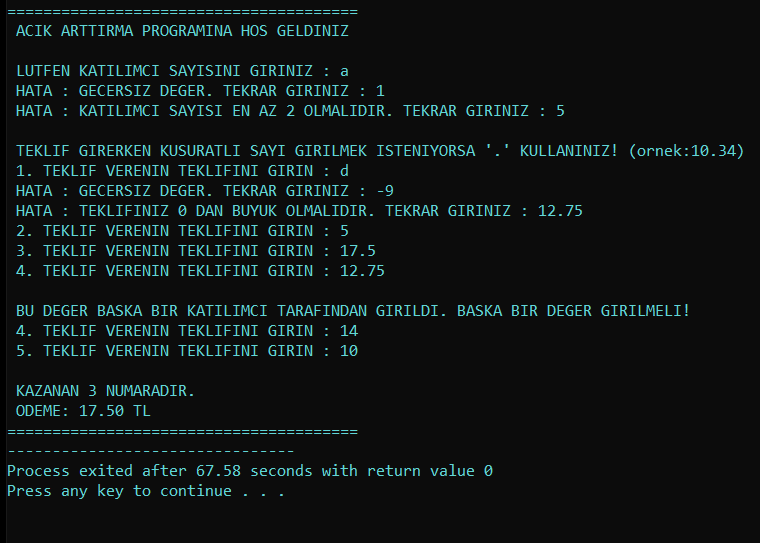 =======================================
ACIK ARTTIRMA PROGRAMINA HOS GELDINIZ
LUTFEN KATILIMCI SAYISINI GIRINIZ : a
HATA : GECERSIZ DEGER. TEKRAR GIRINIZ : 1
HATA : KATILIMCI SAYISI EN AZ 2 OLMALIDIR. TEKRAR GIRINIZ : 5
TEKLIF GIRERKEN KUSURATLI SAYI GIRILMEK ISTENIYORSA '.' KULLANINIZ! (ornek:10.34)
1. TEKLIF VERENIN TEKLIFINI GIRIN : d
HATA : GECERSIZ DEGER. TEKRAR GIRINIZ : -9
HATA : TEKLIFINIZ 0 DAN BUYUK OLMALIDIR. TEKRAR GIRINIZ : 12.75
2. TEKLIF VERENIN TEKLIFINI GIRIN : 5
3. TEKLIF VERENIN TEKLIFINI GIRIN : 17.5
4. TEKLIF VERENIN TEKLIFINI GIRIN : 12.75
BU DEGER BASKA BIR KATILIMCI TARAFINDAN GIRILDI. BASKA BIR DEGER GIRILMELI!
4. TEKLIF VERENIN TEKLIFINI GIRIN : 14
5. TEKLIF VERENIN TEKLIFINI GIRIN : 10
KAZANAN 3 NUMARADIR.
ODEME: 17.50 TL
=======================================
--------------------------------
Process exited after 67.58 seconds with return value 0
Press any key to continue . . .